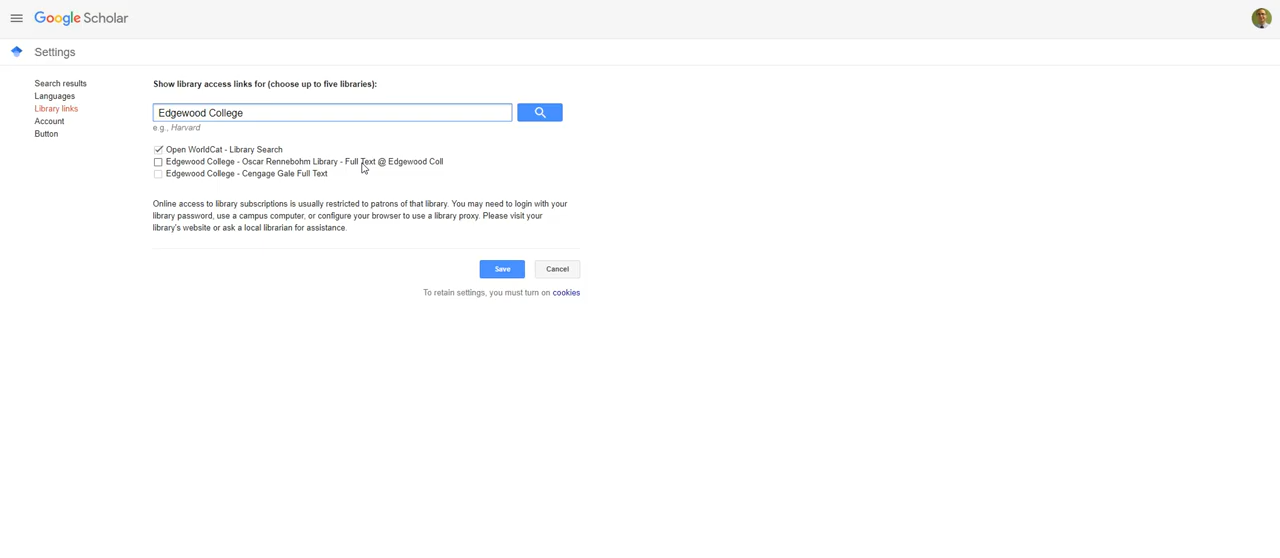 Google Scholar
Settings
Search results
Languages
Library links
Account
Button
Show library access links for (choose up to five libraries):
Edgewood College
e.g., Harvard
Open WorldCat - Library Search
Edgewood College - Oscar Rennebohm Library - Full Text @ Edgewood Coll
Edgewood College - Cengage Gale Full Text
Online access to library subscriptions is usually restricted to patrons of that library. You may need to login with your
library password, use a campus computer, or configure your browser to use a library proxy. Please visit your
library's website or ask a local librarian for assistance.
Save Cancel
To retain settings, you must turn on cookies